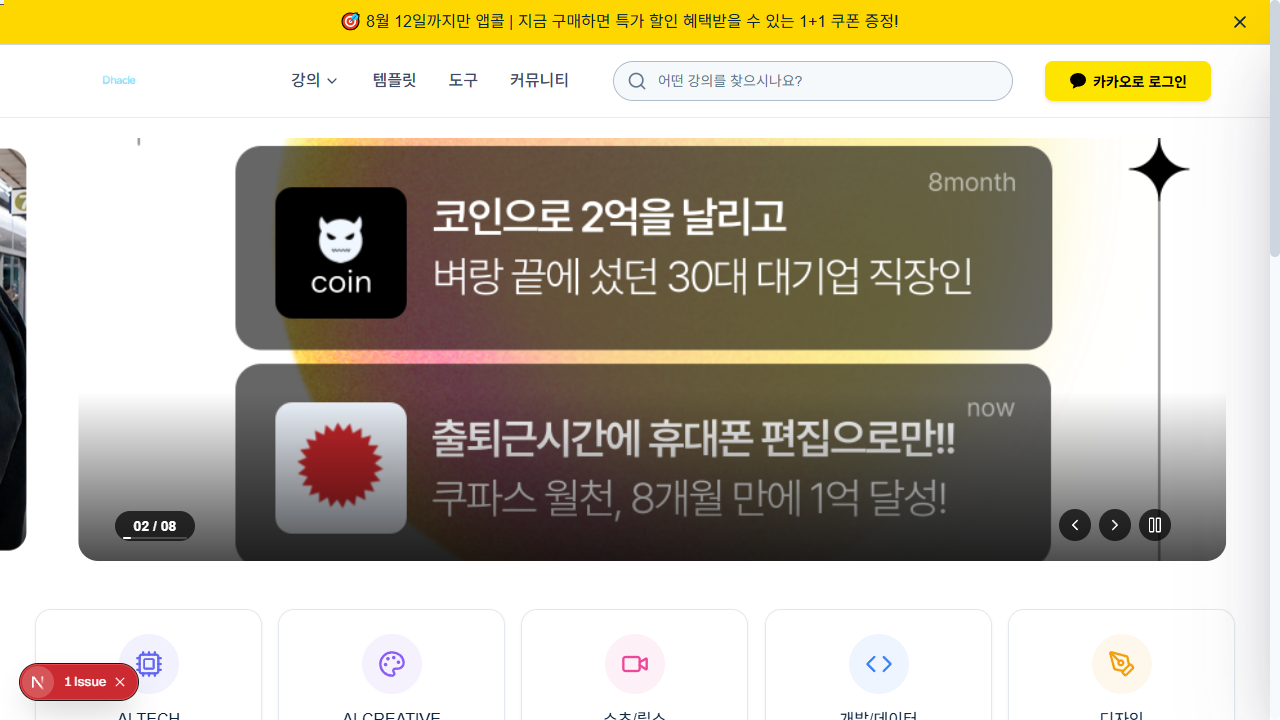 🎯 8월 12일까지만 앱콜 | 지금 구매하면 특가 할인 혜택받을 수 있는 1+1 쿠폰 증정!
Dhacle
강의
템플릿
도구
커뮤니티
어떤 강의를 찾으시나요?
카카오로 로그인
8month
코인으로 2억을 날리고
벼랑 끝에 섰던 30대 대기업 직장인
coin
now
출퇴근시간에 휴대폰 편집으로만!!
쿠파스 월천, 8개월 만에 1억 달성!
02 / 08
AI TECH
AI CREATIVE
쇼츠/릴스
개발/데이터
디자인
N
1 Issue